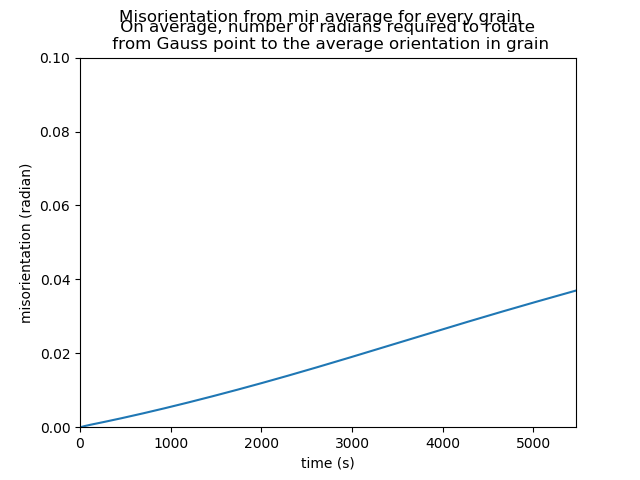 Misorientation from min average for every grain
On average, number of radians required to rotate
from Gauss point to the average orientation in grain
0.10
0.08
0.06
0.04
0.02
0.00
misorientation (radian)
0 1000 2000 3000 4000 5000
time (s)